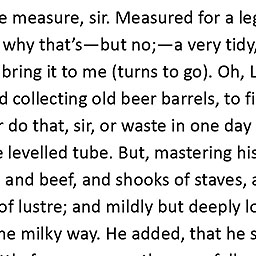 e measure, sir. Measured for a leg
why that's—but no;—a very tidy,
bring it to me (turns to go). Oh, L
d collecting old beer barrels, to fi
r do that, sir, or waste in one day
e levelled tube. But, mastering his
and beef, and shooks of staves, a
of lustre; and mildly but deeply lo
he milky way. He added, that he s